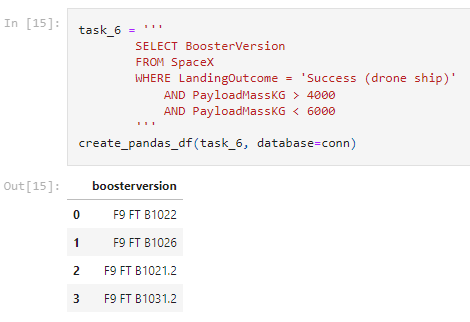 In [15]:
task_6 = '''
SELECT BoosterVersion
FROM SpaceX
WHERE LandingOutcome = 'Success (drone ship)'
AND PayloadMassKG > 4000
AND PayloadMassKG < 6000
'''
create_pandas_df(task_6, database=conn)
Out[15]:
boosterversion
0 F9 FT B1022
1 F9 FT B1026
2 F9 FT B1021.2
3 F9 FT B1031.2